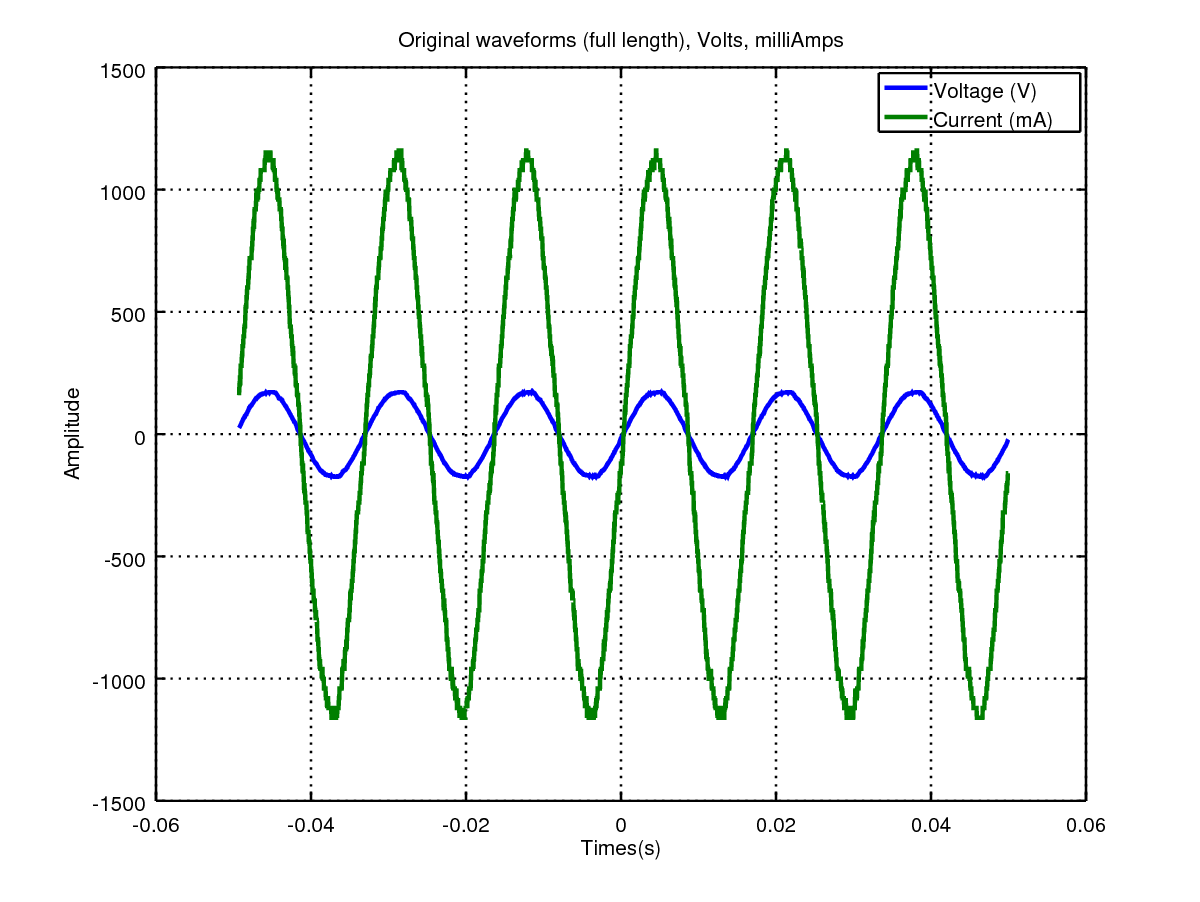 Original waveforms (full length), Volts, milliAmps
Voltage (V)
Current (mA)
1500
1000
500
0
-500
-1000
-1500
Amplitude
-0.06 -0.04 -0.02 0 0.02 0.04 0.06
Times(s)